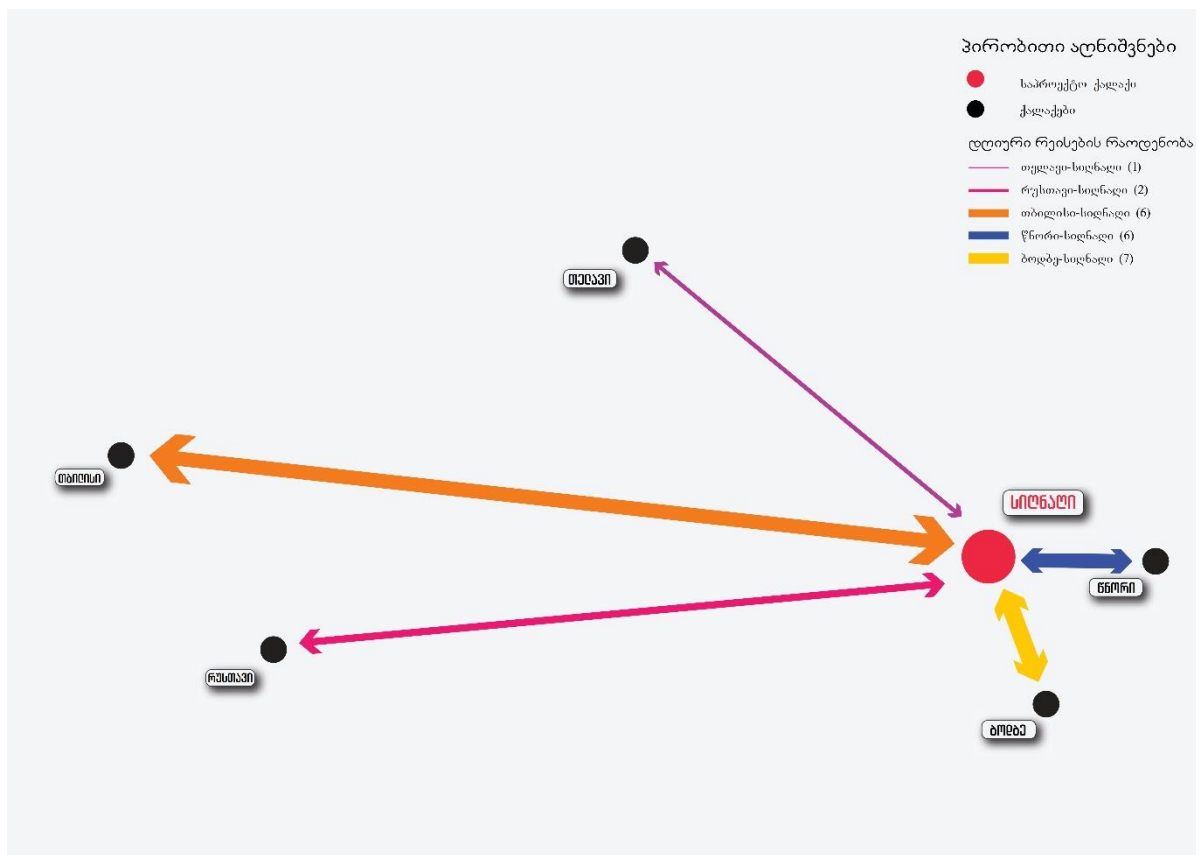 პირობითი აღნიშვნები
საპროექტო ქალაქი
ქალაქები
დღიური რეისების რაოდენობა
თელავი-სიღნაღი (1)
რუსთავი-სიღნაღი (2)
თბილისი-სიღნაღი (6)
წნორი-სიღნაღი (6)
ბოდბე-სიღნაღი (7)
თელავი
თბილისი
სიღნაღი
წნორი
რუსთავი
ბოდბე